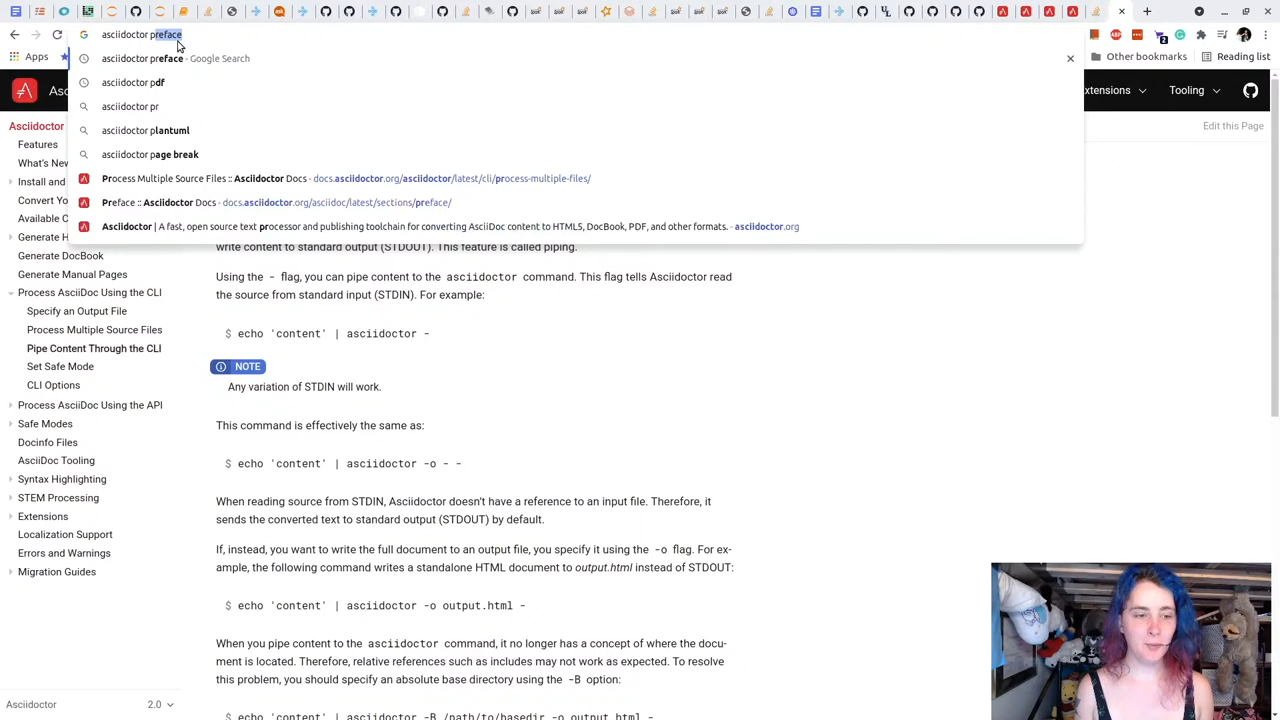 asciidoctor preface
asciidoctor preface - Google Search
asciidoctor pdf
asciidoctor pr
asciidoctor plantuml
asciidoctor page break
Process Multiple Source Files :: Asciidoctor Docs - docs.asciidoctor.org/asciidoctor/latest/cli/process-multiple-files/
Preface :: Asciidoctor Docs - docs.asciidoctor.org/asciidoc/latest/sections/preface/
Asciidoctor | A fast, open source text processor and publishing toolchain for converting AsciiDoc content to HTML5, DocBook, PDF, and other formats. - asciidoctor.org
Apps
Other bookmarks
Reading list
2
Asc
xtensions
Tooling
Edit this Page
Asciidoctor
Features
What's New
Install and
Convert You
Available C
Generate H
Generate DocBook
Generate Manual Pages
Process AsciiDoc Using the CLI
Specify an Output File
Process Multiple Source Files
Pipe Content Through the CLI
Set Safe Mode
CLI Options
Process AsciiDoc Using the API
Safe Modes
Docinfo Files
AsciiDoc Tooling
Syntax Highlighting
STEM Processing
Extensions
Localization Support
Errors and Warnings
Migration Guides
Asciidoctor 2.0
write content to standard output (STDOUT). This feature is called piping.
Using the - flag, you can pipe content to the asciidoctor command. This flag tells Asciidoctor read
the source from standard input (STDIN). For example:
$ echo 'content' | asciidoctor -
NOTE
Any variation of STDIN will work.
This command is effectively the same as:
$ echo 'content' | asciidoctor -o - -
When reading source from STDIN, Asciidoctor doesn't have a reference to an input file. Therefore, it
sends the converted text to standard output (STDOUT) by default.
If, instead, you want to write the full document to an output file, you specify it using the -o flag. For ex-
ample, the following command writes a standalone HTML document to output.html instead of STDOUT:
$ echo 'content' | asciidoctor -o output.html -
When you pipe content to the asciidoctor command, it no longer has a concept of where the docu-
ment is located. Therefore, relative references such as includes may not work as expected. To resolve
this problem, you should specify an absolute base directory using the -B option:
$ echo 'content' | asciidoctor -B /path/to/basedir -o output.html -